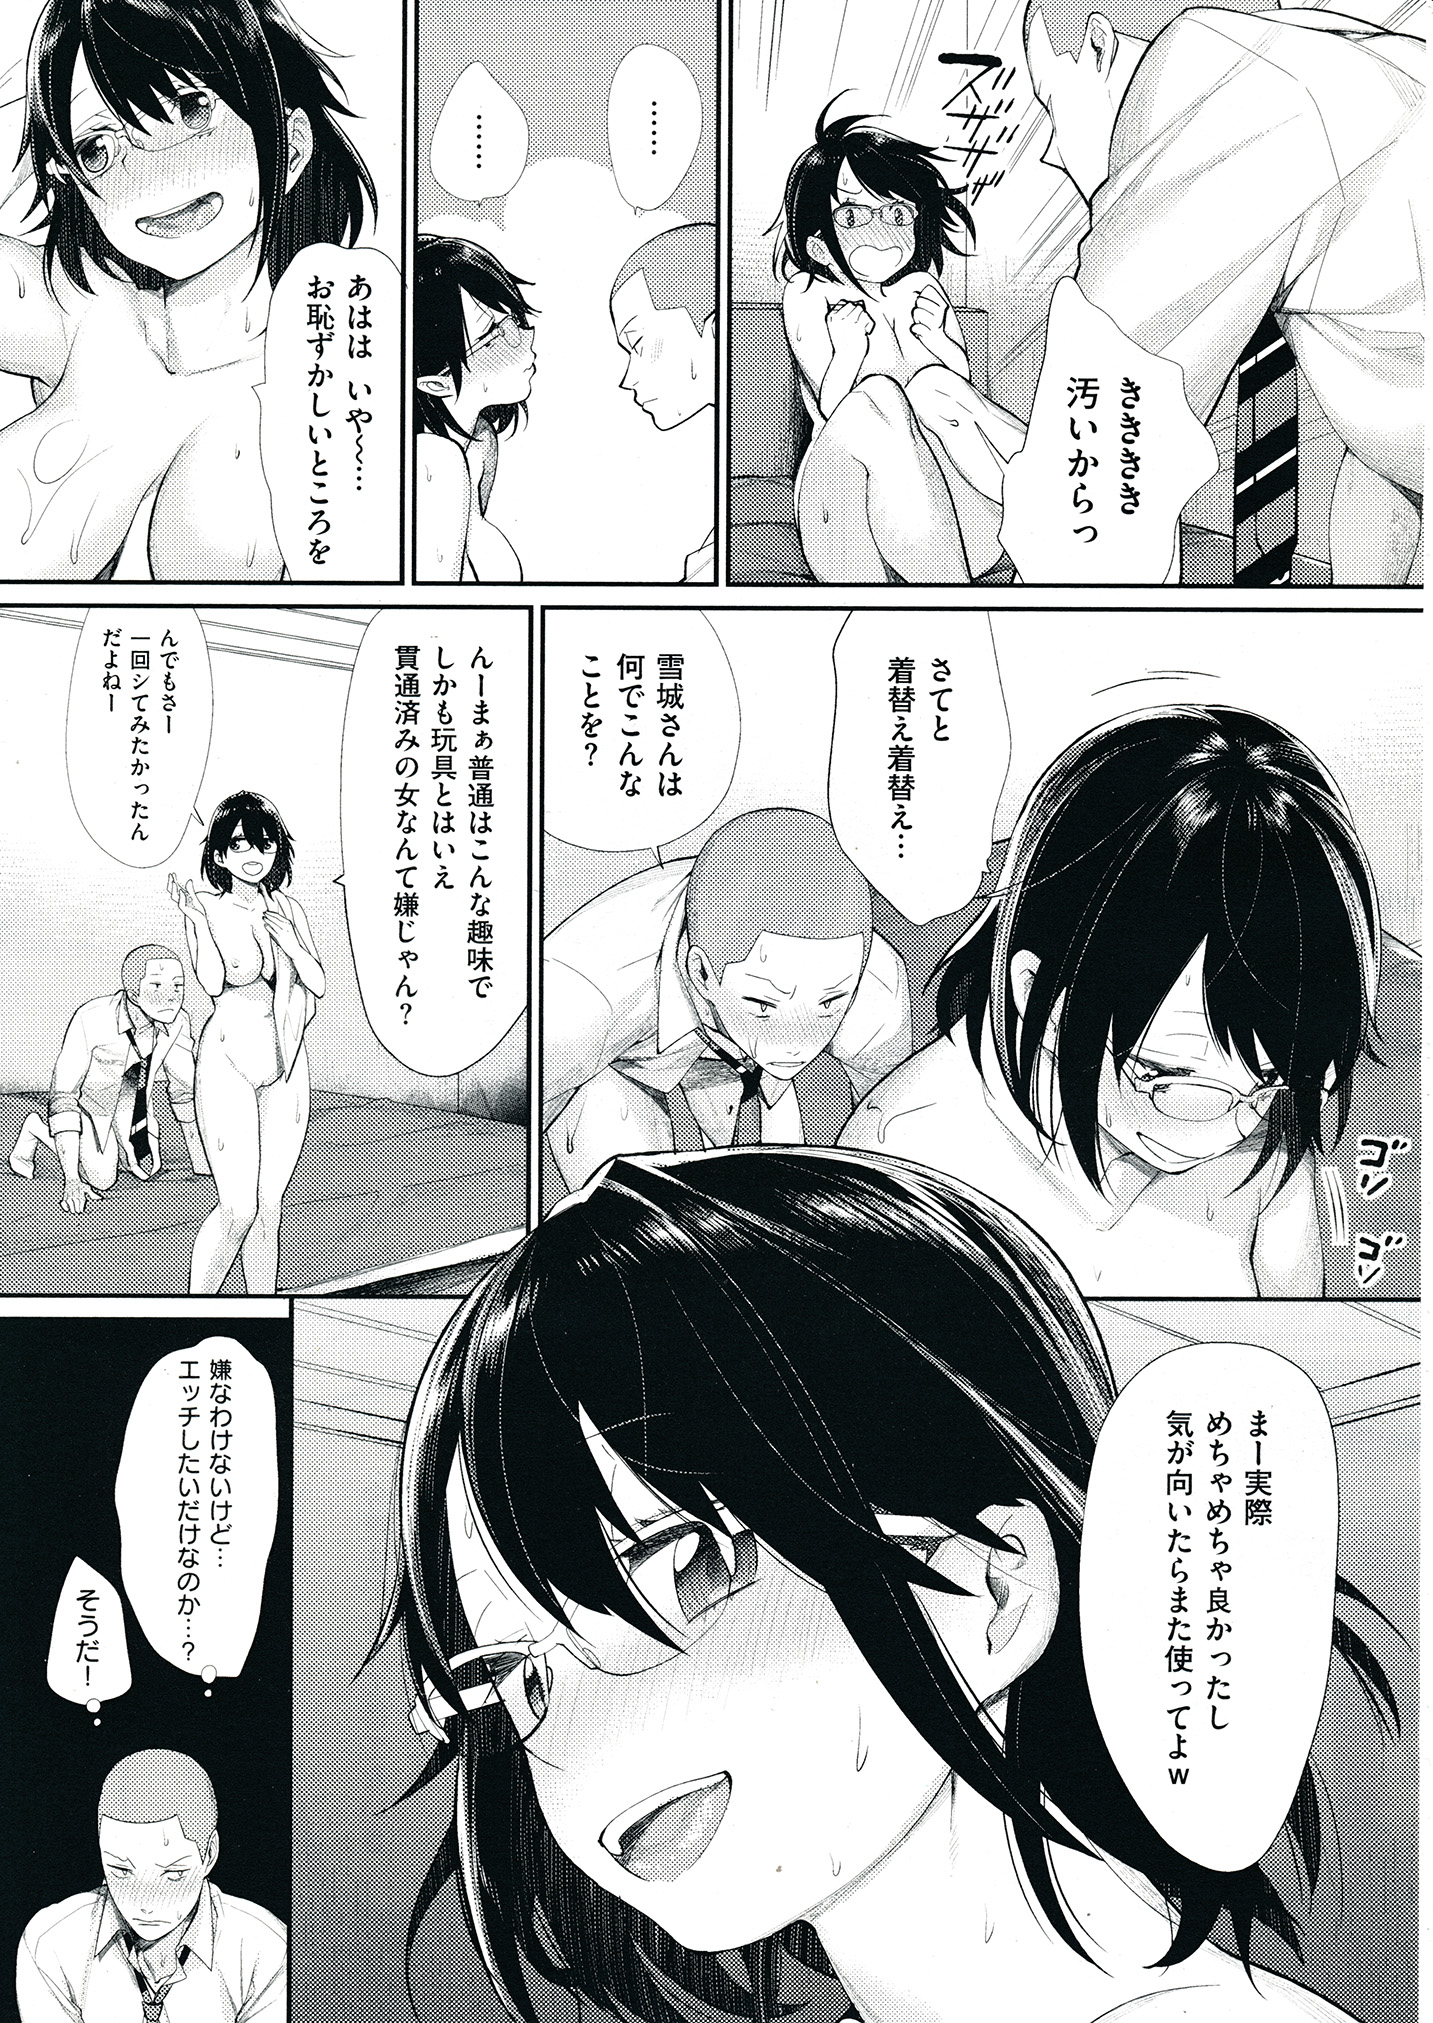 ズザザザッ
きききき
汚いからっ
……
……
あはは いや〜…
お恥ずかしいところを
さてと
着替え着替え…
ゴソ
ゴソ
雪城さんは
何でこんな
ことを？
んーまぁ普通はこんな趣味で
しかも玩具とはいえ
貫通済みの女なんて嫌じゃん？
んでもさー
一回シてみたかったん
だよねー
まー実際
めちゃめちゃ良かったし
気が向いたらまた使ってよw
嫌なわけないけど…
エッチしたいだけなのか…？
そうだ！